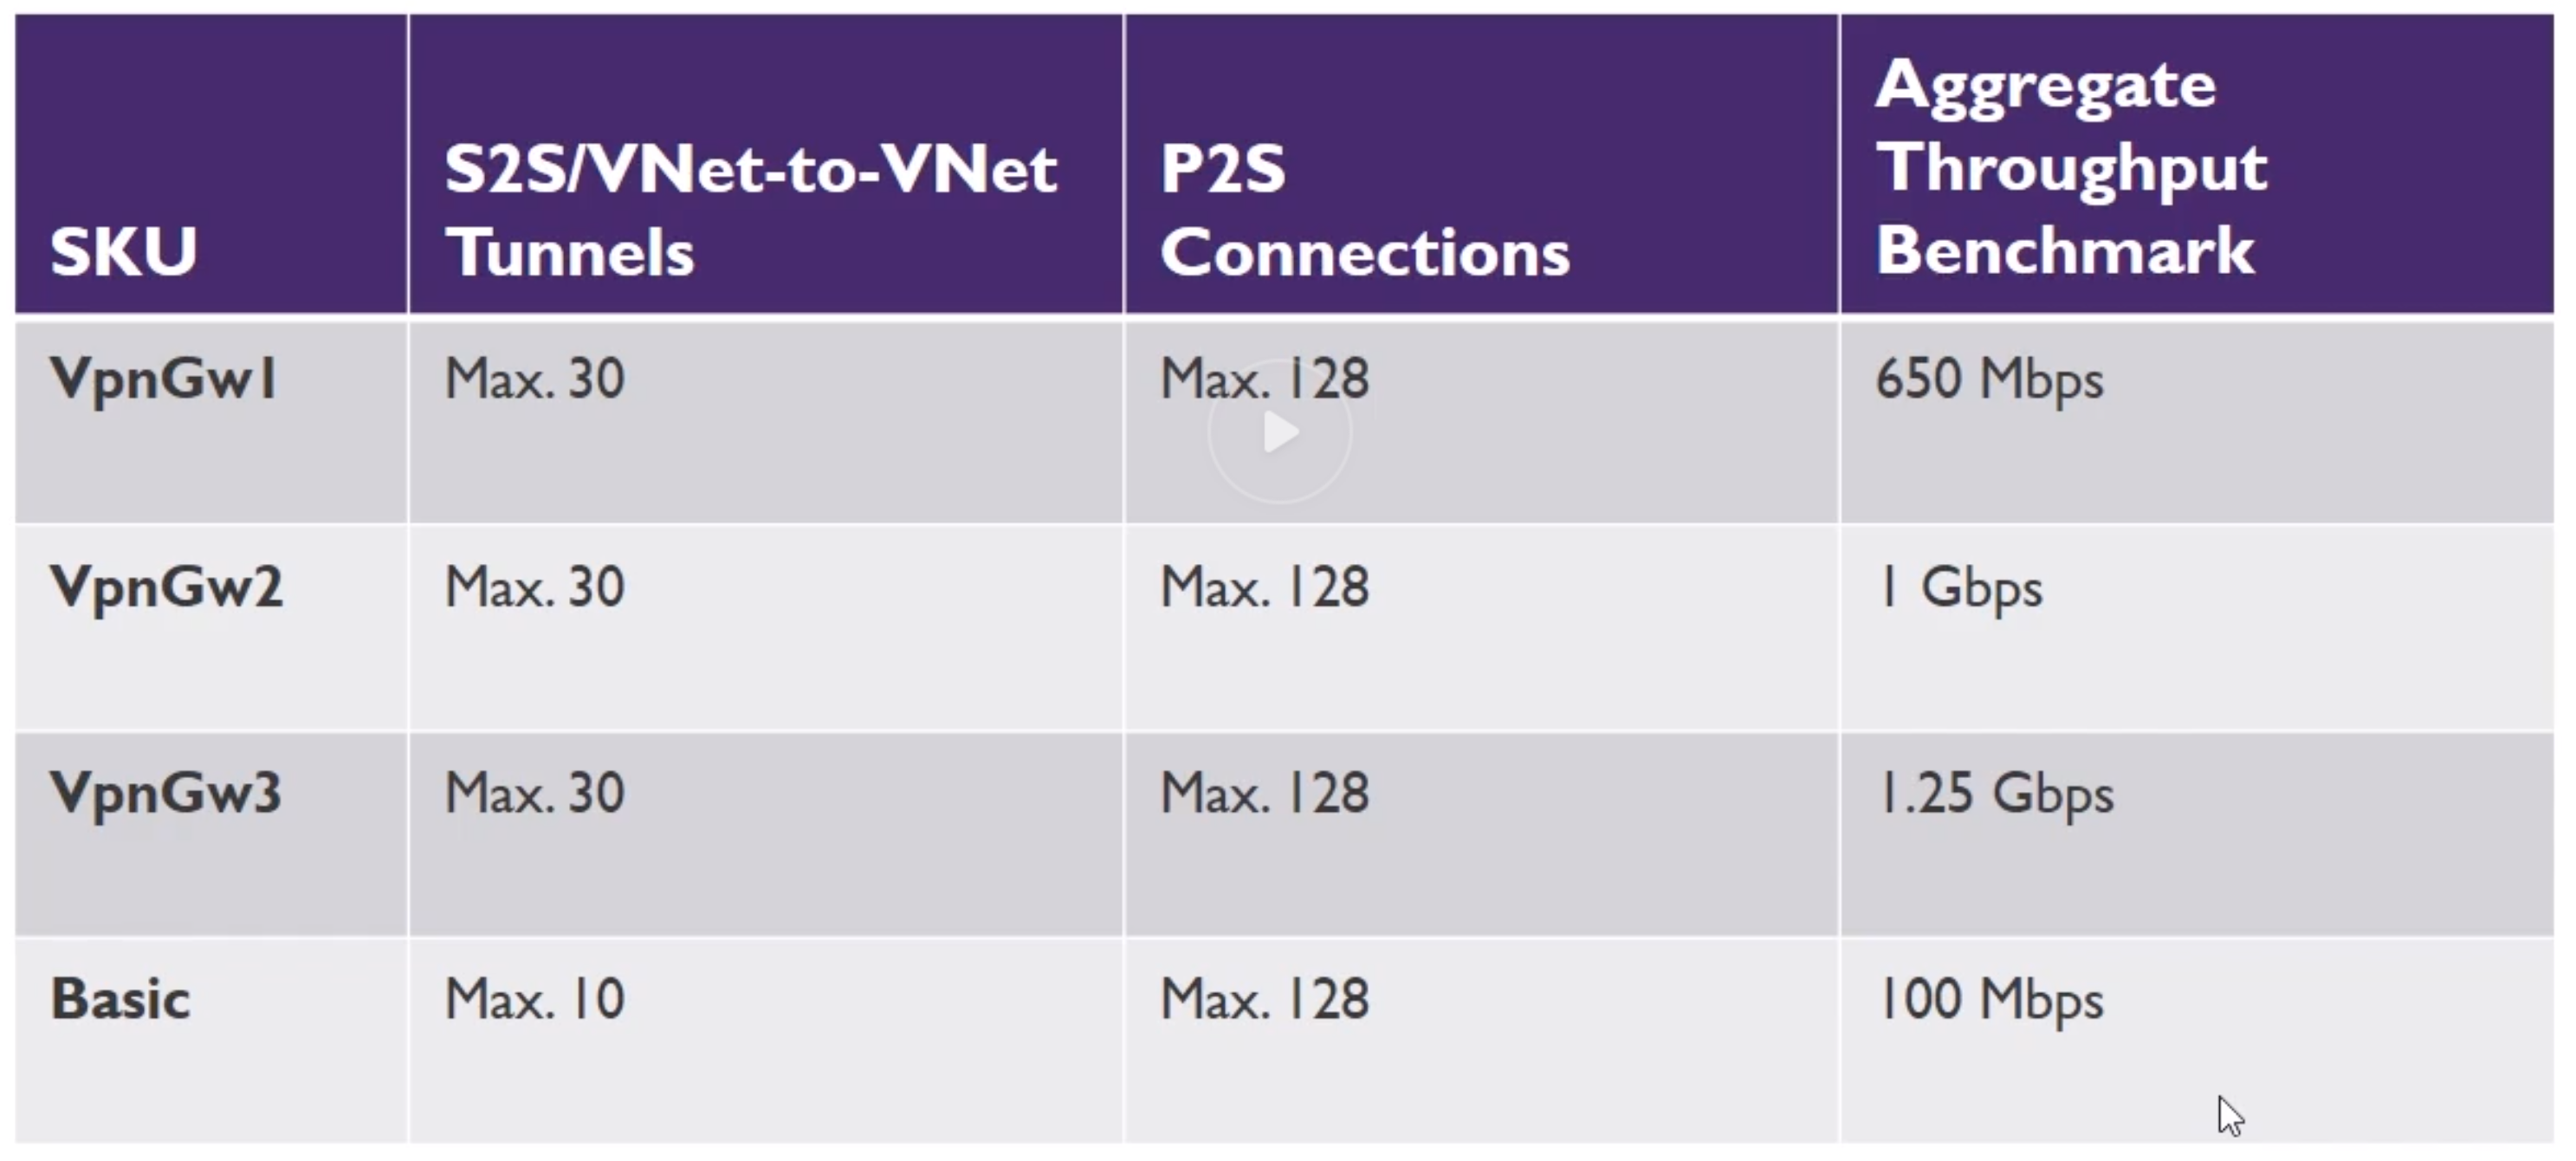 SKU
S2S/VNet-to-VNet
Tunnels
P2S
Connections
Aggregate
Throughput
Benchmark
VpnGw1
Max. 30
Max. 128
650 Mbps
VpnGw2
Max. 30
Max. 128
1 Gbps
VpnGw3
Max. 30
Max. 128
1.25 Gbps
Basic
Max. 10
Max. 128
100 Mbps